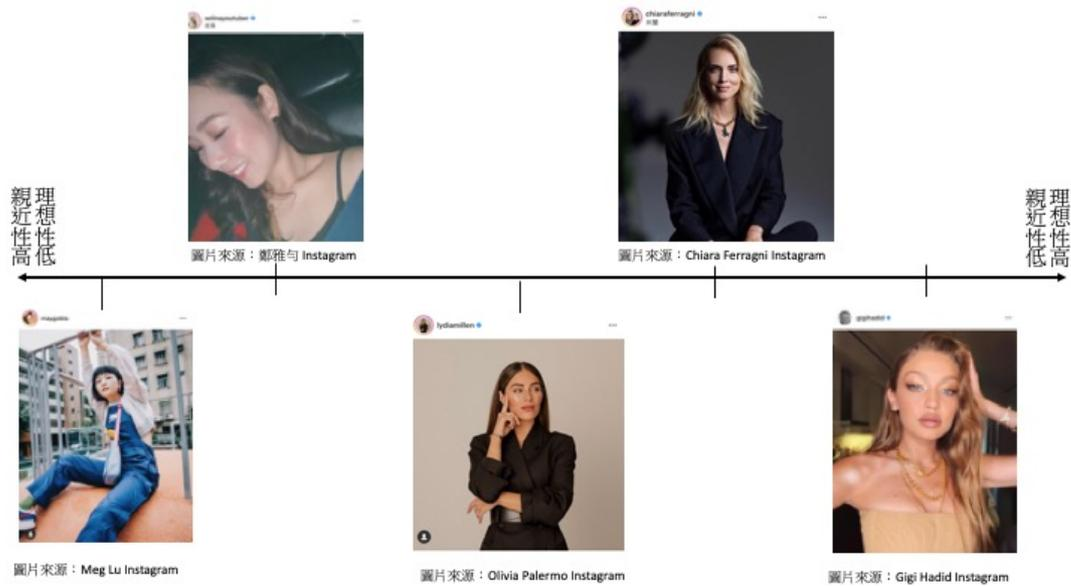 chiaraferragni
圖片來源：鄭雅勻 Instagram
圖片來源：Chiara Ferragni Instagram
理想性低
親近性高
理想性高
親近性低
lydiamillen
gigihadid
圖片來源：Meg Lu Instagram
圖片來源：Olivia Palermo Instagram
圖片來源：Gigi Hadid Instagram